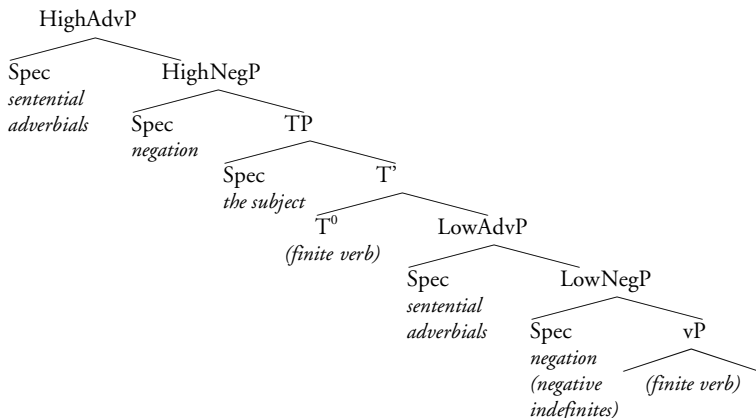 HighAdvP
Spec
sentential
adverbials
HighNegP
Spec
negation
TP
Spec
the subject
T'
T⁰
(finite verb)
LowAdvP
Spec
sentential
adverbials
LowNegP
Spec
negation
(negative
indefinites)
vP
(finite verb)